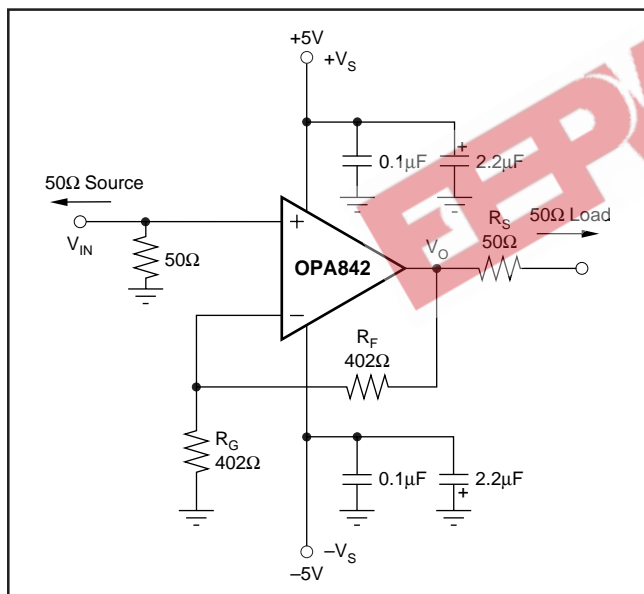 +5V
+V_S
0.1µF
2.2µF
+
50Ω Source
V_IN
50Ω
+
OPA842
−
V_O
R_S
50Ω
50Ω Load
R_F
402Ω
R_G
402Ω
0.1µF
2.2µF
+
−V_S
−5V